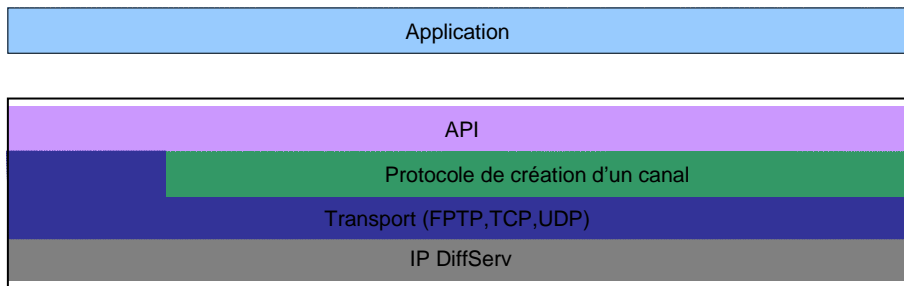 Application
API
Protocole de création d'un canal
Transport (FPTP,TCP,UDP)
IP DiffServ